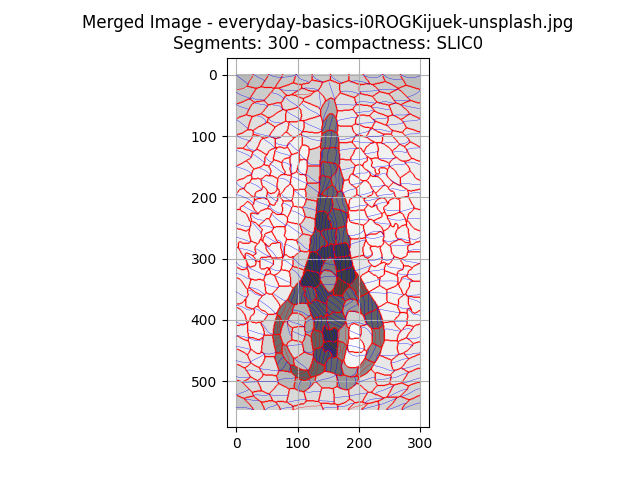 Merged Image - everyday-basics-i0ROGKijuek-unsplash.jpg
Segments: 300 - compactness: SLIC0
0
100
200
300
400
500
0 100 200 300